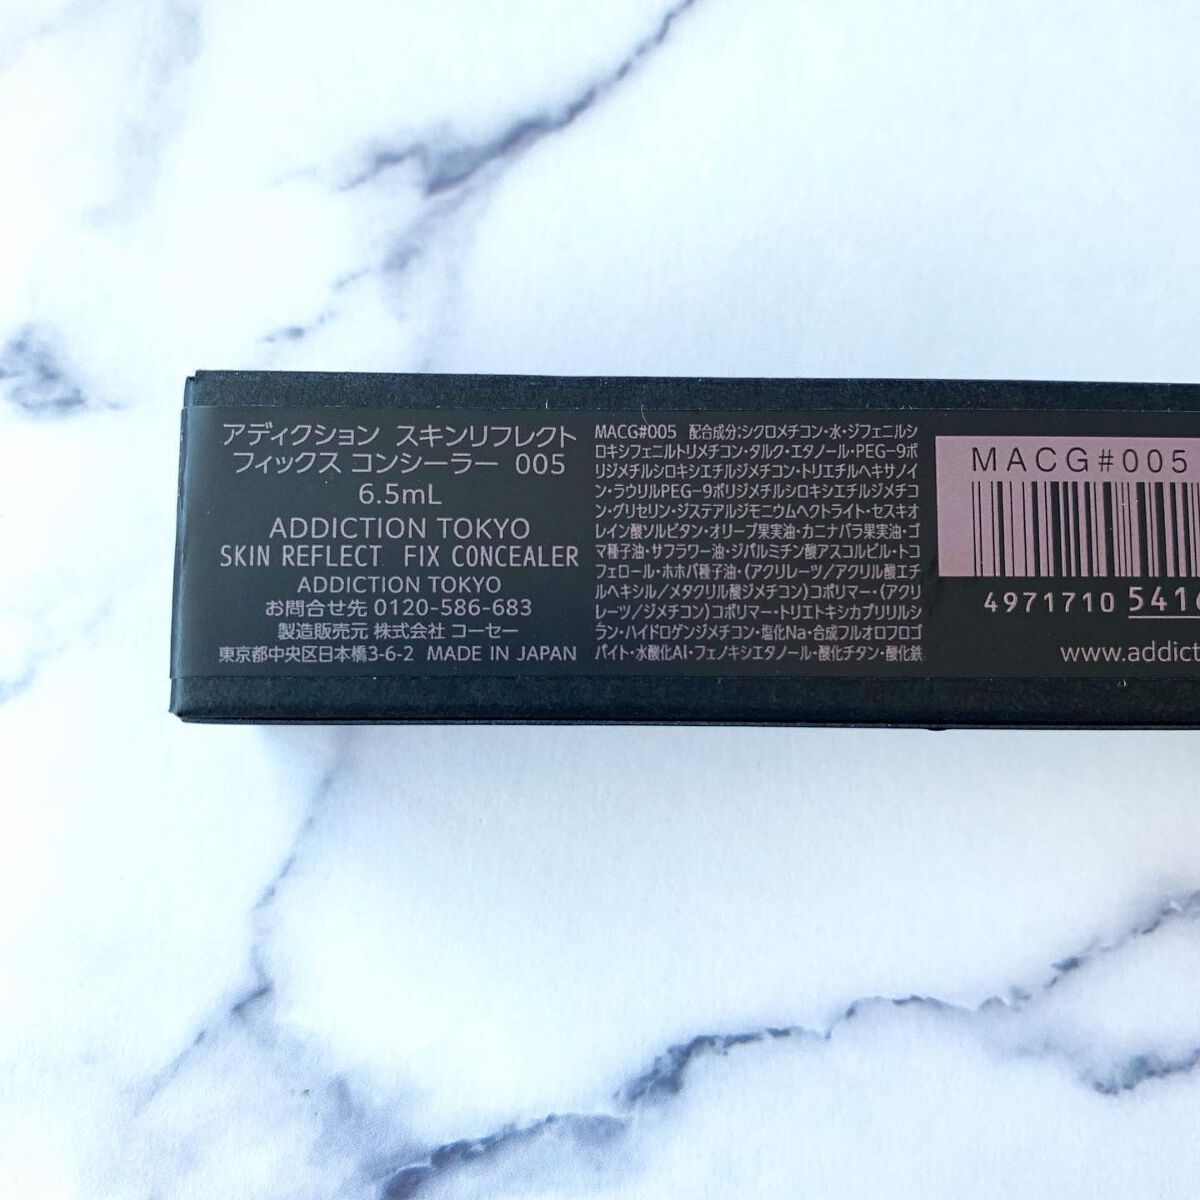 アディクション スキンリフレクト
フィックス コンシーラー 005
6.5mL
ADDICTION TOKYO
SKIN REFLECT FIX CONCEALER
ADDICTION TOKYO
お問合せ先 0120-586-683
製造販売元 株式会社 コーセー
東京都中央区日本橋3-6-2 MADE IN JAPAN
MACG#005 配合成分;シクロメチコン・水・ジフェニルシ
ロキシフェニルトリメチコン・タルク・エタノール・PEG-9ポ
リジメチルシロキシエチルジメチコン・トリエチルヘキサノイ
ン・ラウリルPEG-9ポリジメチルシロキシエチルジメチコ
ン・グリセリン・ジステアルジモニウムヘクトライト・セスキオ
レイン酸ソルビタン・オリーブ果実油・カニナバラ果実油・ゴ
マ種子油・サフラワー油・ジパルミチン酸アスコルビル・トコ
フェロール・ホホバ種子油・(アクリレーツ/アクリル酸エチ
ルヘキシル/メタクリル酸ジメチコン)コポリマー・(アクリ
レーツ/ジメチコン)コポリマー・トリエトキシカプリリルシ
ラン・ハイドロゲンジメチコン・塩化Na・合成フルオロフロゴ
パイト・水酸化Al・フェノキシエタノール・酸化チタン・酸化鉄
MACG#005
4971710 5416
www.addict